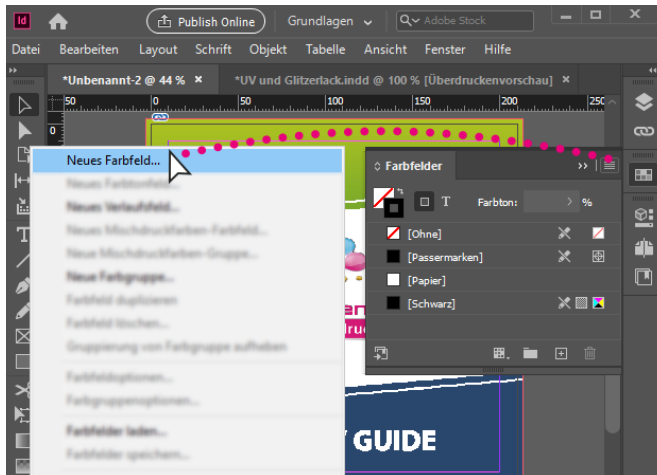 Id
Publish Online
Grundlagen
Adobe Stock
Datei Bearbeiten Layout Schrift Objekt Tabelle Ansicht Fenster Hilfe
*Unbenannt-2 @ 44 % × *UV und Glitzerlack.indd @ 100 % [Überdruckenvorschau] ×
50 0 50 100 150 200 250
0
Neues Farbfeld...
Neues Farbtonfeld...
Neues Verlaufsfeld...
Neues Mischdruckfarben-Farbfeld...
Neue Mischdruckfarben-Gruppe...
Neue Farbgruppe...
Farbfeld duplizieren
Farbfeld löschen...
Gruppierung von Farbgruppe aufheben
Farbfeldoptionen...
Farbgruppenoptionen...
Farbfelder laden...
Farbfelder speichern...
Farbfelder
T Farbton: %
[Ohne]
[Passermarken]
[Papier]
[Schwarz]
GUIDE